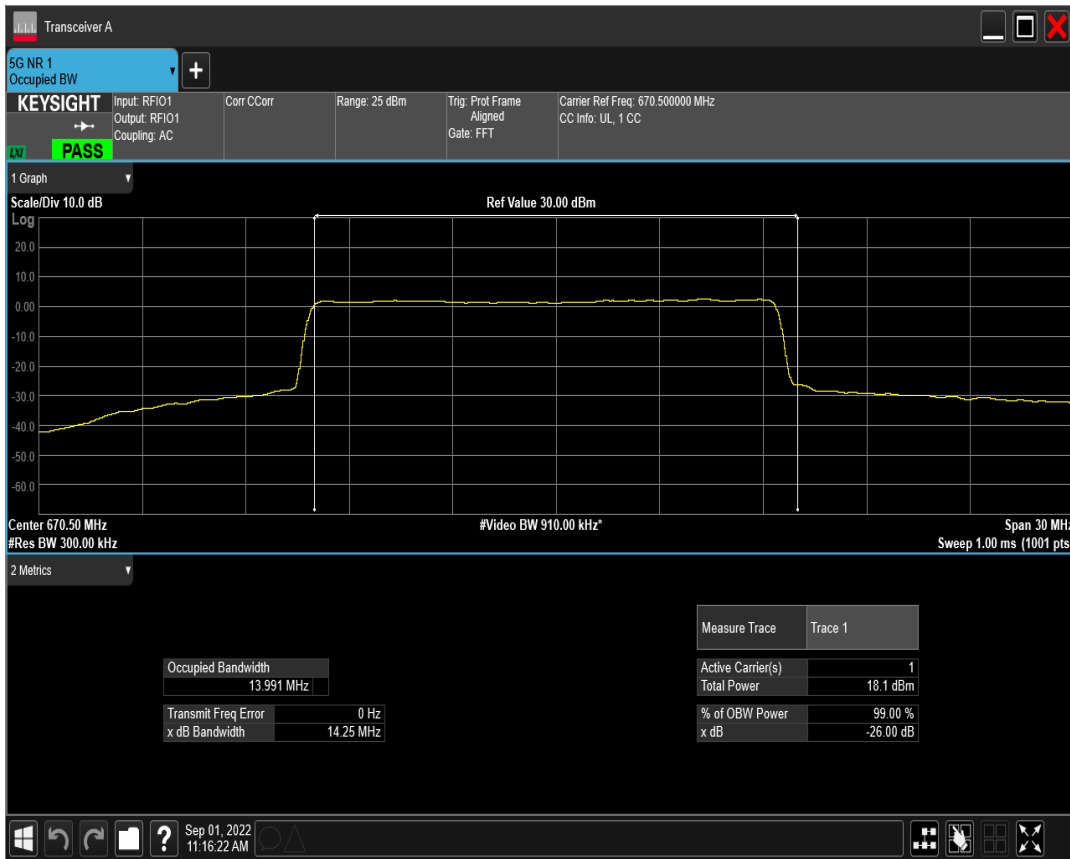 Transceiver A
5G NR 1
Occupied BW
+
KEYSIGHT
LXI
PASS
Input: RFIO1
Output: RFIO1
Coupling: AC
Corr CCorr
Range: 25 dBm
Trig: Prot Frame
Aligned
Gate: FFT
Carrier Ref Freq: 670.500000 MHz
CC Info: UL, 1 CC
1 Graph
Scale/Div 10.0 dB
Ref Value 30.00 dBm
Log
20.0
10.0
0.00
-10.0
-20.0
-30.0
-40.0
-50.0
-60.0
Center 670.50 MHz
#Video BW 910.00 kHz*
Span 30 MHz
#Res BW 300.00 kHz
Sweep 1.00 ms (1001 pts
2 Metrics
Measure Trace Trace 1
Occupied Bandwidth
13.991 MHz
Active Carrier(s) 1
Total Power 18.1 dBm
Transmit Freq Error 0 Hz
x dB Bandwidth 14.25 MHz
% of OBW Power 99.00 %
x dB -26.00 dB
?
Sep 01, 2022
11:16:22 AM